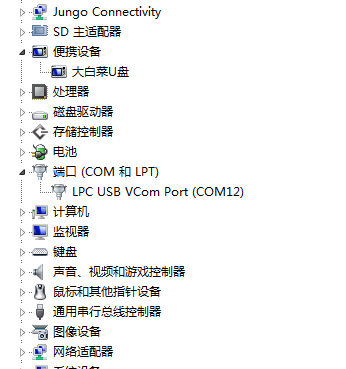 Jungo Connectivity
SD 主适配器
便携设备
大白菜U盘
处理器
磁盘驱动器
存储控制器
电池
端口 (COM 和 LPT)
LPC USB VCom Port (COM12)
计算机
监视器
键盘
声音、视频和游戏控制器
鼠标和其他指针设备
通用串行总线控制器
图像设备
网络适配器
系统设备